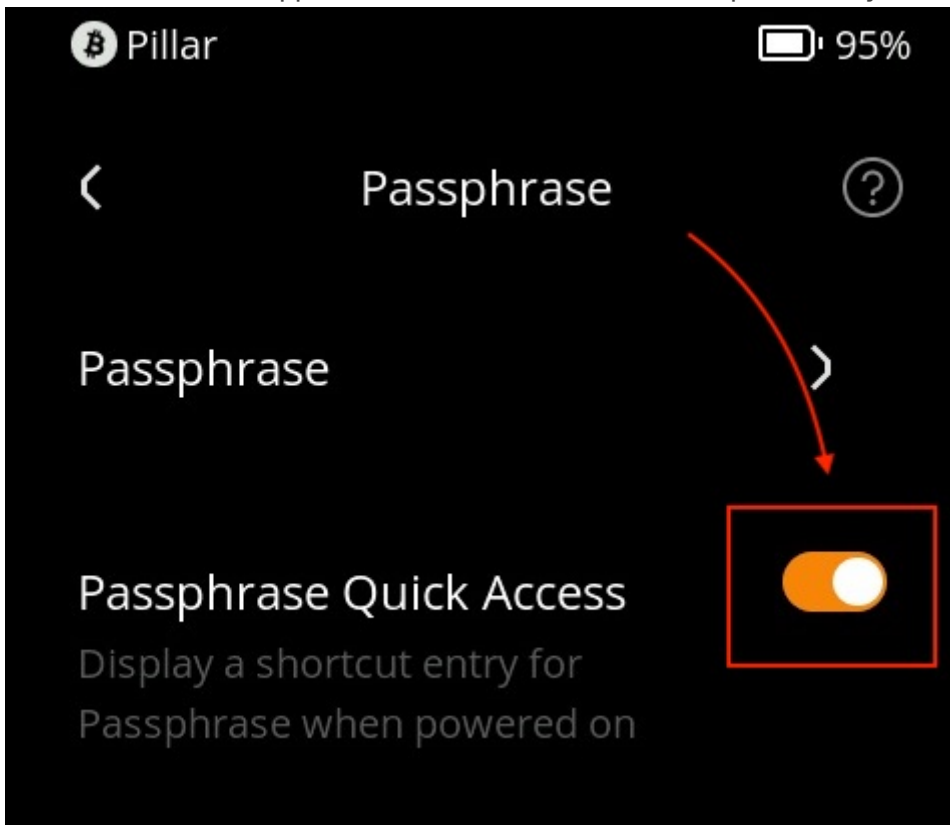 Pillar 95%
Passphrase
Passphrase
Passphrase Quick Access
Display a shortcut entry for
Passphrase when powered on